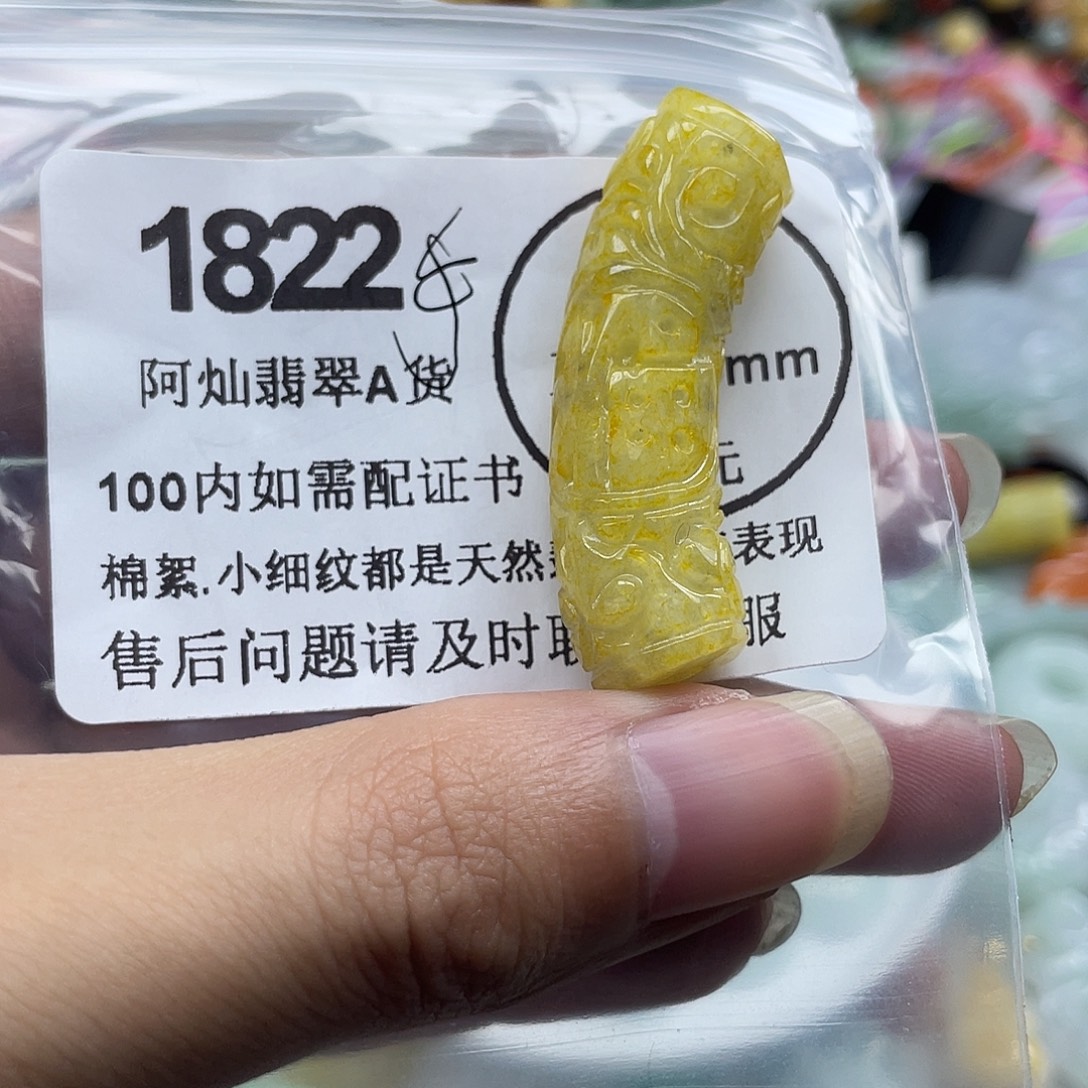 1822
阿灿翡翠A货
mm
100内如需配证书
元
棉絮.小细纹都是天然
表现
售后问题请及时
服